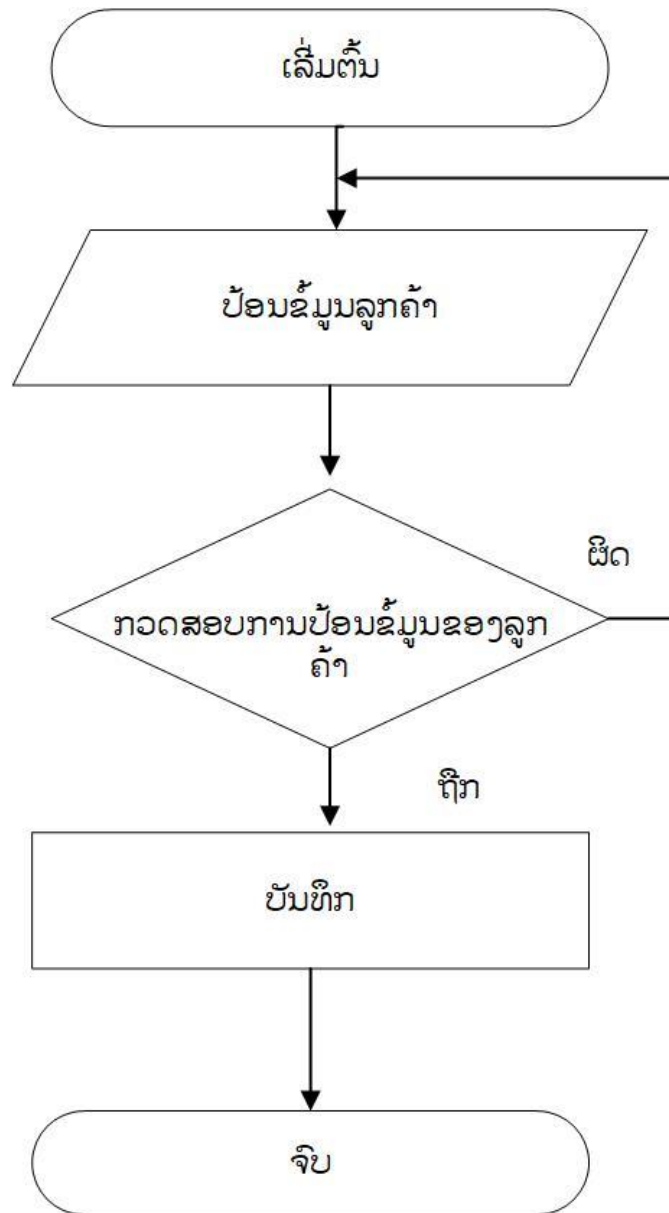 ເລີ່ມຕົ້ນ
ປ້ອນຂໍ້ມູນລູກຄ້າ
ຜິດ
ກວດສອບການປ້ອນຂໍ້ມູນຂອງລູກ
ຄ້າ
ຖືກ
ບັນທຶກ
ຈົບ